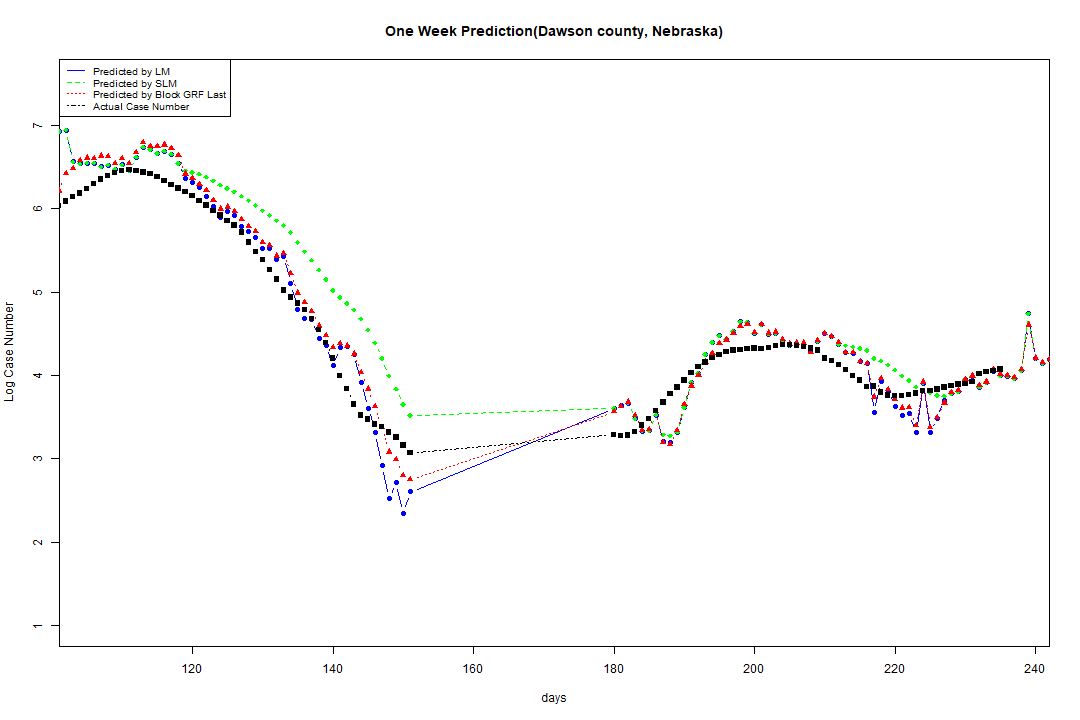 One Week Prediction(Dawson county, Nebraska)
Predicted by LM
Predicted by SLM
Predicted by Block GRF Last
Actual Case Number
Log Case Number
7
6
5
4
3
2
1
120 140 160 180 200 220 240
days